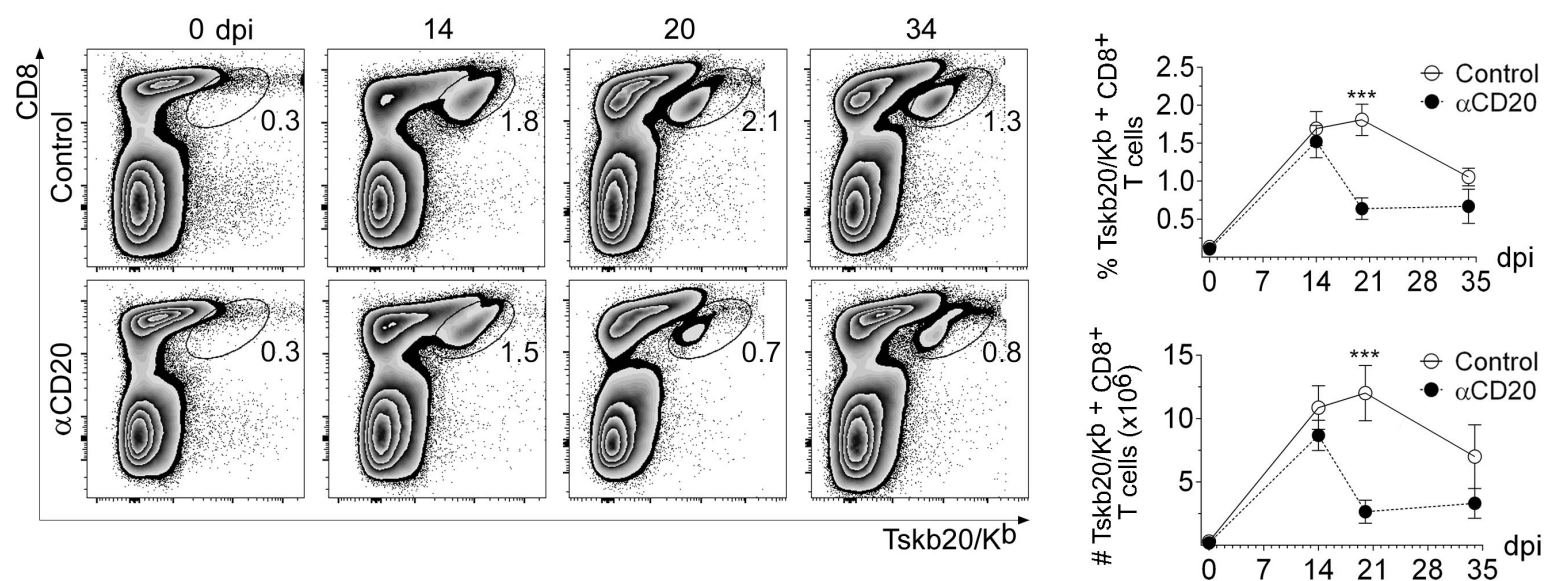 0 dpi 14 20 34
CD8
Control
0.3 1.8 2.1 1.3
αCD20
0.3 1.5 0.7 0.8
Tskb20/Kb
% Tskb20/Kb + CD8+
T cells
2.5
2.0
1.5
1.0
0.5
***
Control
αCD20
0 7 14 21 28 35
dpi
# Tskb20/Kb + CD8+
T cells (x106)
15
10
5
***
Control
αCD20
0 7 14 21 28 35
dpi